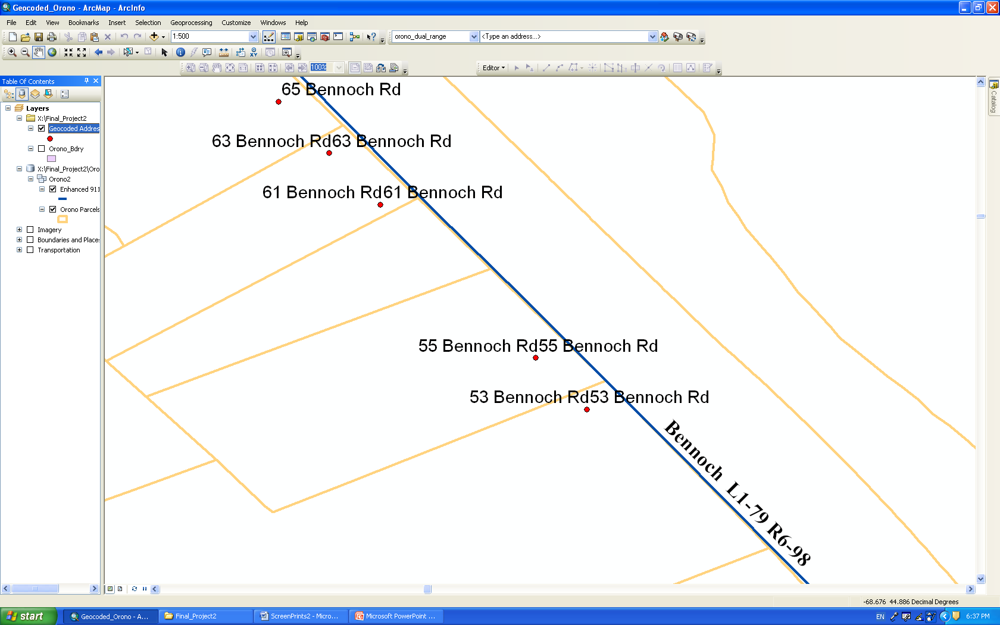 Geocoded_Orono - ArcMap - ArcInfo
File Edit View Bookmarks Insert Selection Geoprocessing Customize Windows Help
1:500
orono_dual_range
<Type an address...>
100%
Editor
Table Of Contents
Layers
X:\Final_Project2
Geocoded Addres
Orono_Bdry
X:\Final_Project2\Oro
Orono2
Enhanced 911
Orono Parcels
Imagery
Boundaries and Places
Transportation
Catalog
65 Bennoch Rd
63 Bennoch Rd63 Bennoch Rd
61 Bennoch Rd61 Bennoch Rd
55 Bennoch Rd55 Bennoch Rd
53 Bennoch Rd53 Bennoch Rd
Bennoch L1-79 R6-98
-68.676 44.886 Decimal Degrees
start
Geocoded_Orono - A...
Final_Project2
ScreenPrints2 - Micro...
Microsoft PowerPoint ...
EN
6:37 PM